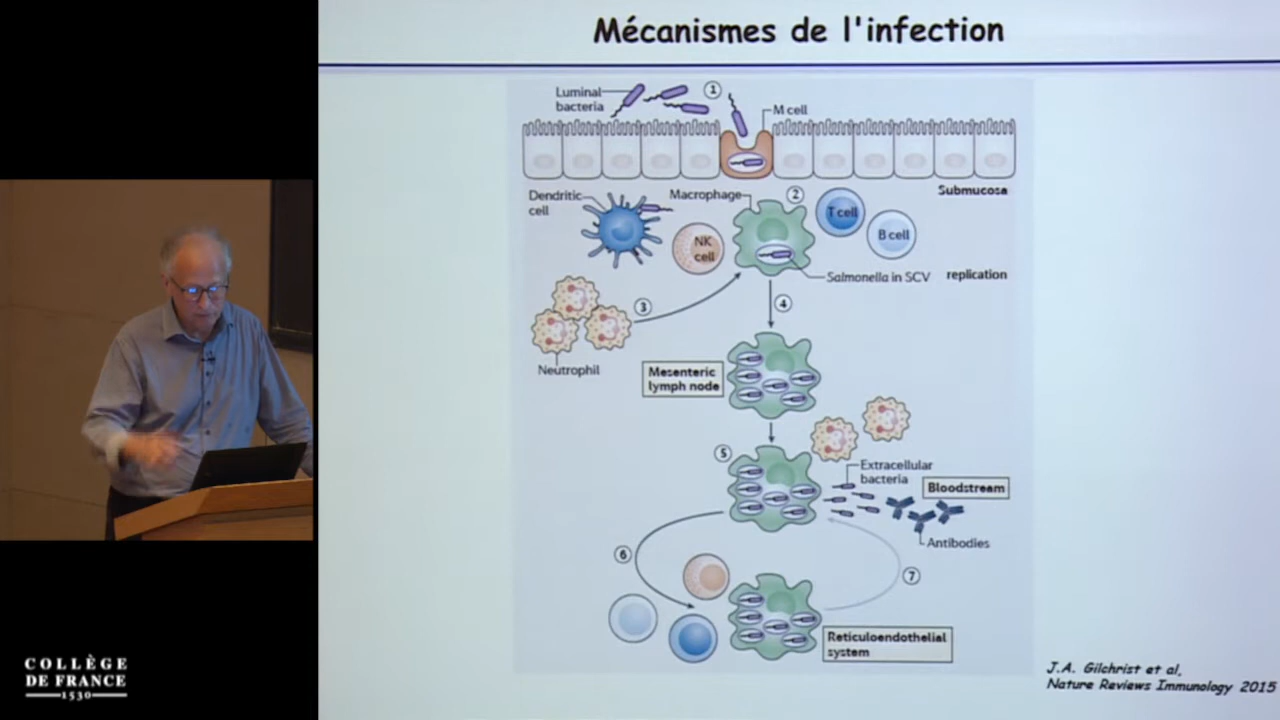 Mécanismes de l'infection
Luminal
bacteria
1
M cell
Dendritic
cell
Macrophage
2
T cell
Submucosa
NK
cell
B cell
Salmonella in SCV
replication
3
4
Neutrophil
Mesenteric
lymph node
5
Extracellular
bacteria
Bloodstream
Antibodies
6
7
Reticuloendothelial
system
J.A. Gilchrist et al,
Nature Reviews Immunology 2015
COLLÈGE
DE FRANCE
1530